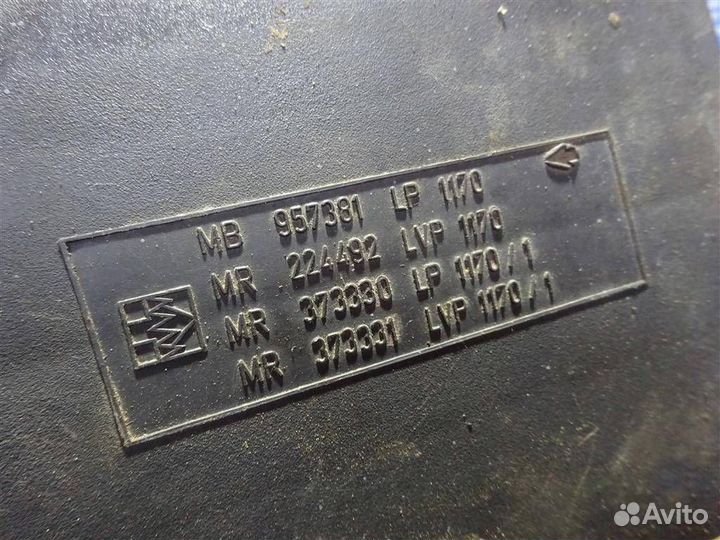 MB 957381 LP 1170
MR 224492 LVP 1170
MR 373330 LP 1170/1
MR 373331 LVP 1170/1
Avito